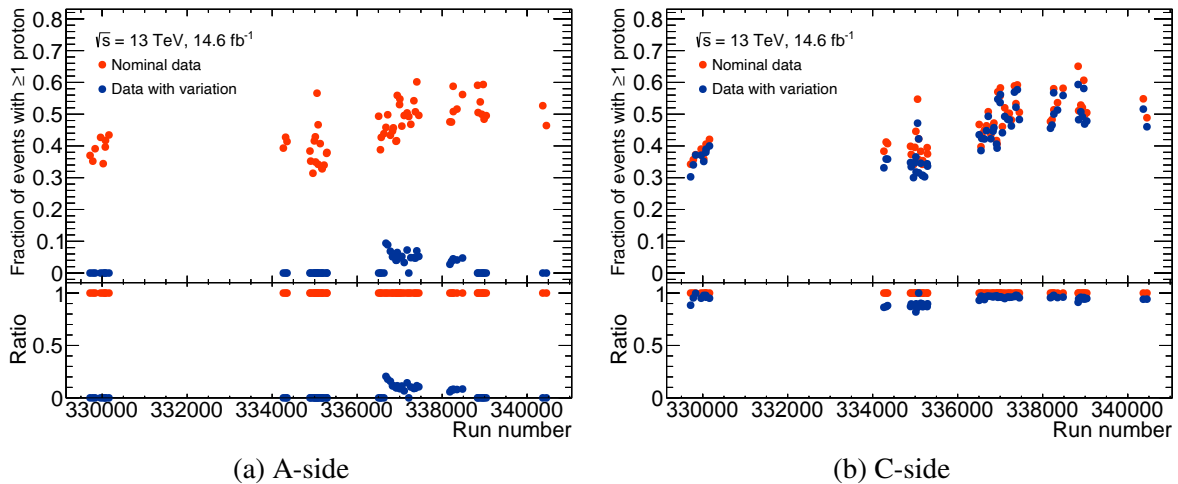 Fraction of events with ≥1 proton
0.8
0.7
0.6
0.5
0.4
0.3
0.2
0.1
0
√s = 13 TeV, 14.6 fb⁻¹
Nominal data
Data with variation
Ratio
1
0.5
0
330000 332000 334000 336000 338000 340000
Run number
(a) A-side
Fraction of events with ≥1 proton
0.8
0.7
0.6
0.5
0.4
0.3
0.2
0.1
0
√s = 13 TeV, 14.6 fb⁻¹
Nominal data
Data with variation
Ratio
1
0.5
0
330000 332000 334000 336000 338000 340000
Run number
(b) C-side